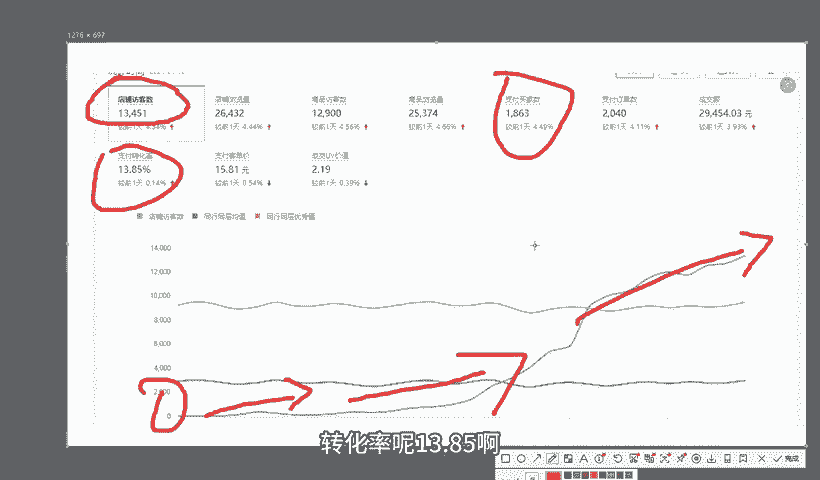 1276 × 697
店铺访客数 店铺浏览量 商品访客数 商品浏览量 支付买家数 支付订单数 成交额
13,451 26,432 12,900 25,374 1,863 2,040 29,454.03 元
较前1天 4.34% 较前1天 4.44% 较前1天 4.56% 较前1天 4.66% 较前1天 4.49% 较前1天 4.11% 较前1天 3.93%
支付转化率 支付客单价
13.85% 15.81 元 2.19
较前1天 0.14% 较前1天 0.54% 较前1天 0.39%
店铺访客数 同行同层均值 同行同层优秀值
14,000
12,000
10,000
8,000
6,000
4,000
2,000
0
转化率呢13.85啊
完成